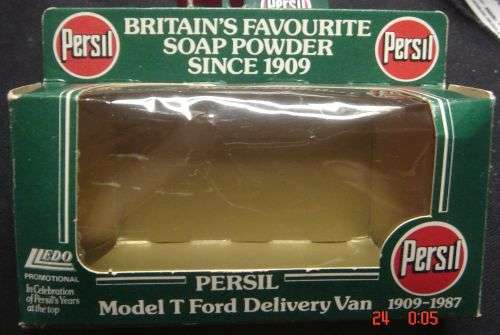 Persil
BRITAIN'S FAVOURITE
SOAP POWDER
SINCE 1909
Persil
LLEDO
PROMOTIONAL
In Celebration
of Persil's Years
at the top
PERSIL
Model T Ford Delivery Van
Persil
1909-1987
24 0:05